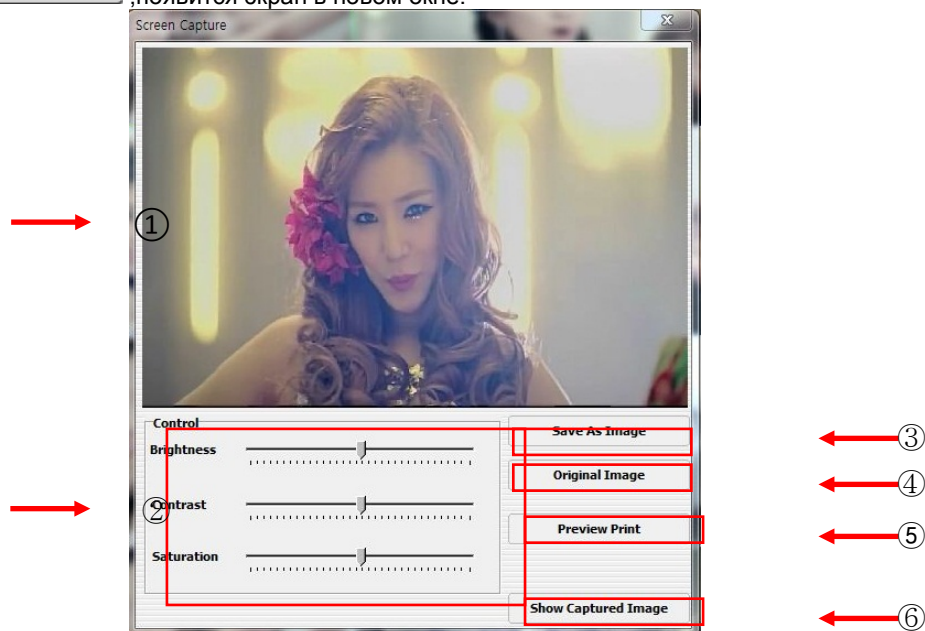 ,появится экран в новом окне.
Screen Capture
①
Control
Brightness
②
Contrast
Saturation
Save As Image
③
Original Image
④
Preview Print
⑤
Show Captured Image
⑥